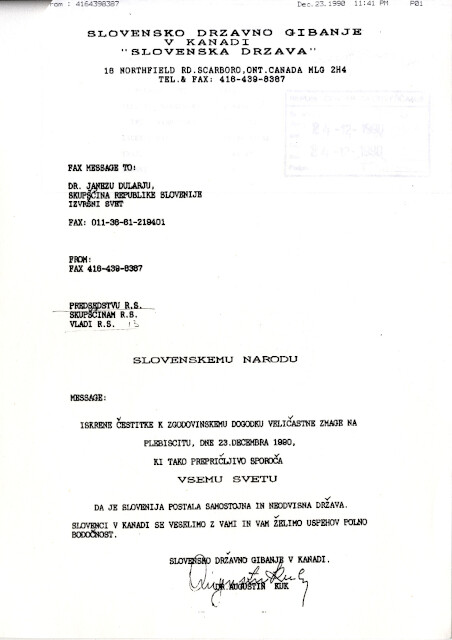 From : 4164398387 Dec.23.1990 11:41 PM P01
SLOVENSKO DRZAVNO GIBANJE
V KANADI
"SLOVENSKA DRZAVA"
18 NORTHFIELD RD.SCARBORO,ONT.CANADA MLG 2H4
TEL.& FAX: 416-439-8387
24-12-1990
24-12-1990
FAX MESSAGE TO:
DR. JANEZU DULARJU,
SKUPŠČINA REPUBLIKE SLOVENIJE
IZVRŠNI SVET
FAX: 011-38-61-219401
FROM:
FAX 416-439-8387
PREDSEDSTVU R.S.
SKUPŠČINAM R.S.
VLADI R.S.
SLOVENSKEMU NARODU
MESSAGE:
ISKRENE ČESTITKE K ZGODOVINSKEMU DOGODKU VELIČASTNE ZMAGE NA
PLEBISCITU, DNE 23.DECEMBRA 1990,
KI TAKO PREPRIČLJIVO SPOROČA
VSEMU SVETU
DA JE SLOVENIJA POSTALA SAMOSTOJNA IN NEODVISNA DRŽAVA.
SLOVENCI V KANADI SE VESELIMO Z VAMI IN VAM ŽELIMO USPEHOV POLNO
BODOČNOST.
SLOVENSKO DRŽAVNO GIBANJE V KANADI.
DR AUGUSTIN KUK